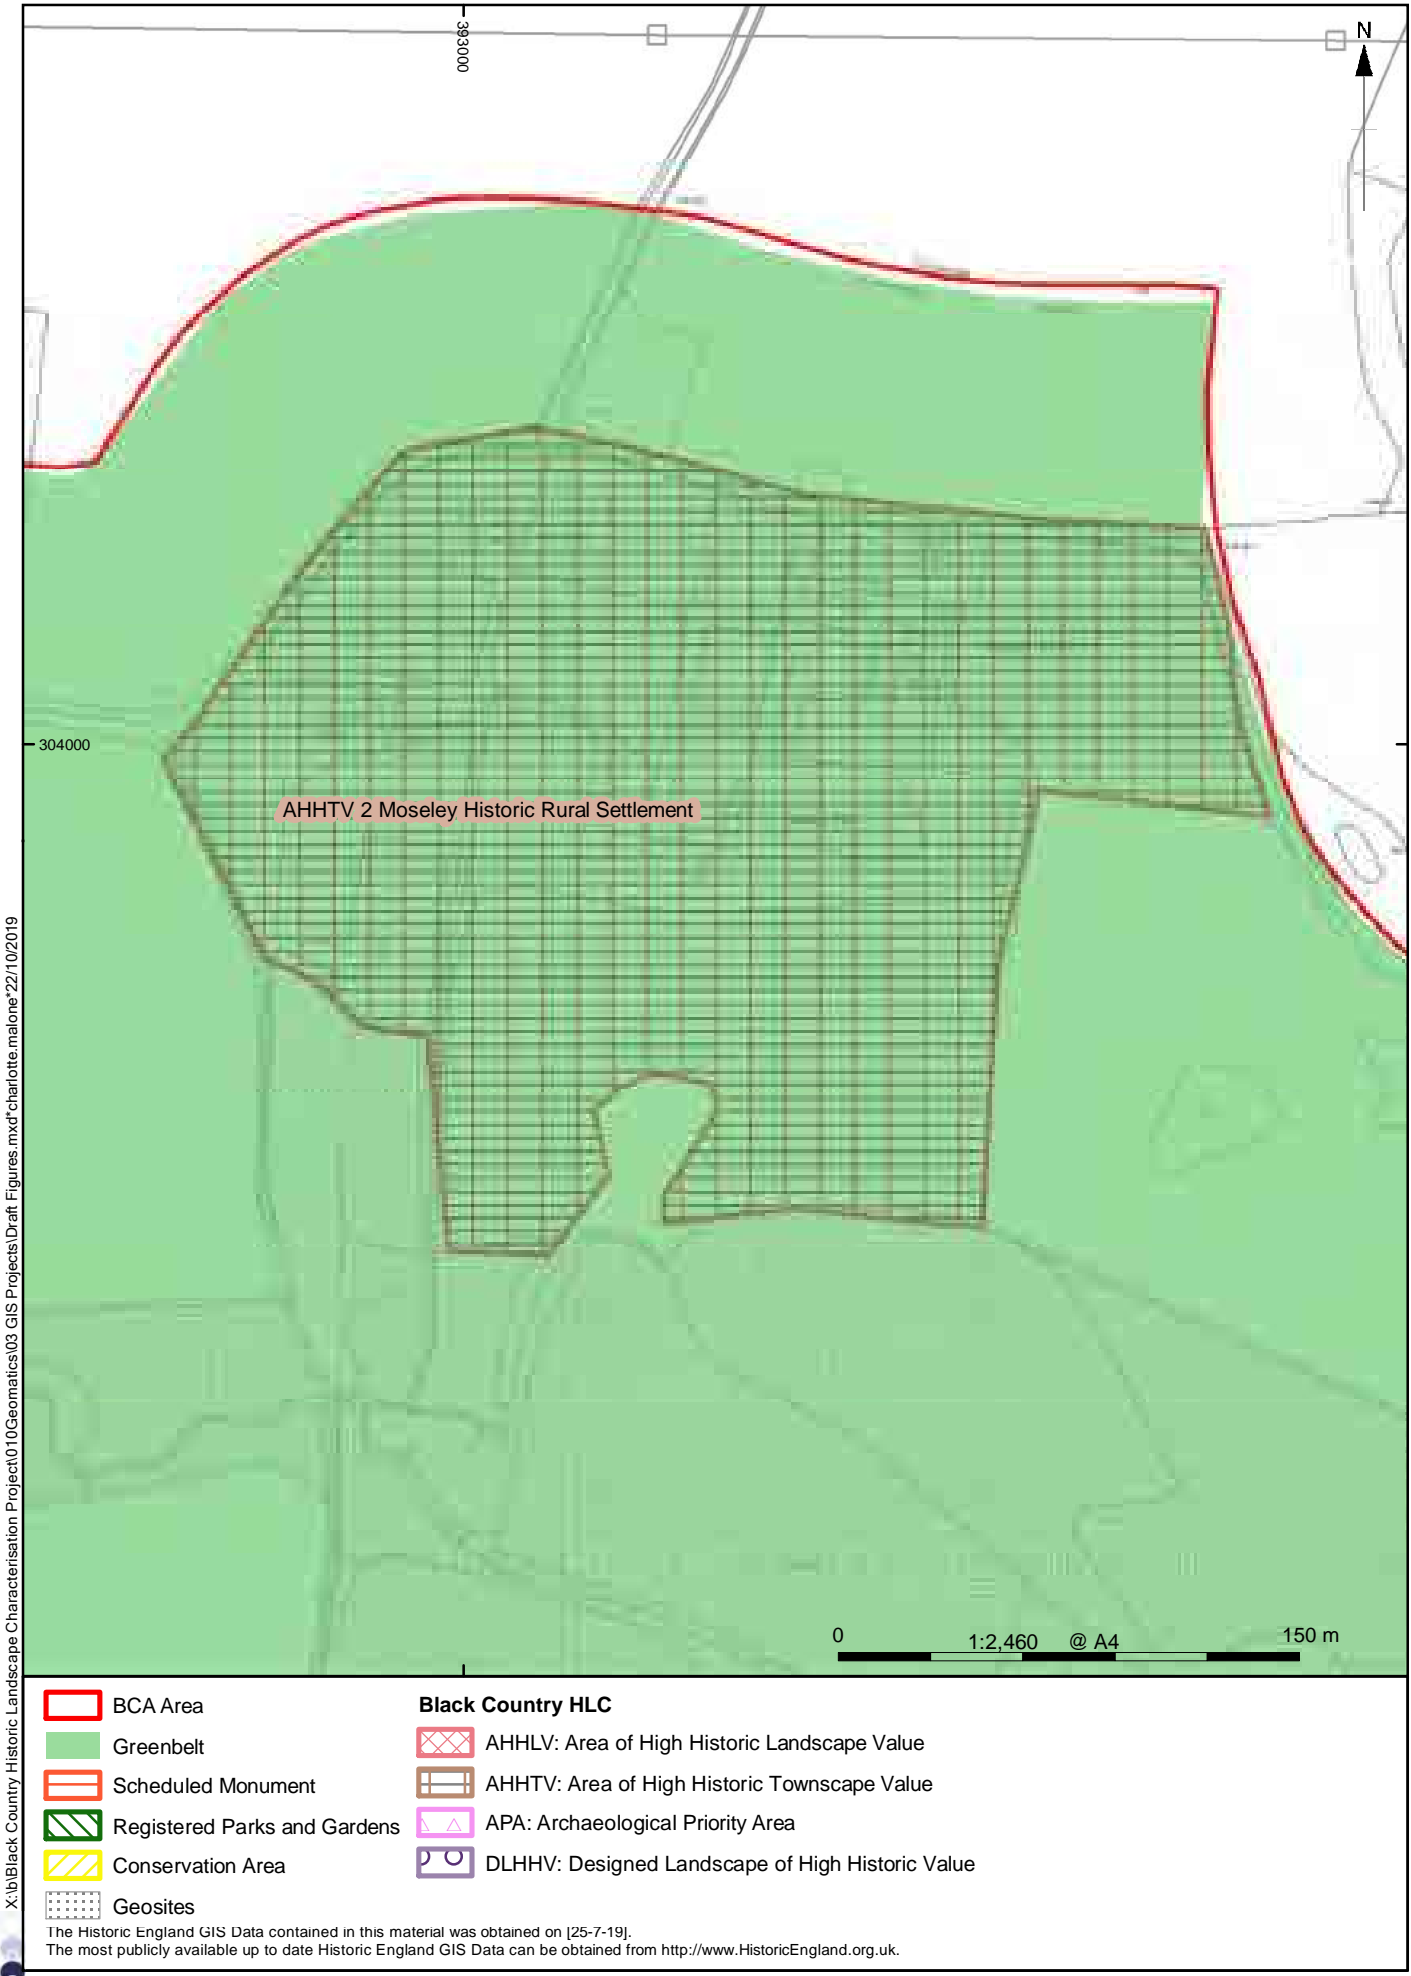 393000
N
304000
AHHTV 2 Moseley Historic Rural Settlement
X:\b\Black Country Historic Landscape Characterisation Project\010Geomatics\03 GIS Projects\Draft Figures.mxd*charlotte.malone*22/10/2019
0 1:2,460 @ A4 150 m
BCA Area
Greenbelt
Scheduled Monument
Registered Parks and Gardens
Conservation Area
Geosites
Black Country HLC
AHHLV: Area of High Historic Landscape Value
AHHTV: Area of High Historic Townscape Value
APA: Archaeological Priority Area
DLHHV: Designed Landscape of High Historic Value
The Historic England GIS Data contained in this material was obtained on [25-7-19].
The most publicly available up to date Historic England GIS Data can be obtained from http://www.HistoricEngland.org.uk.